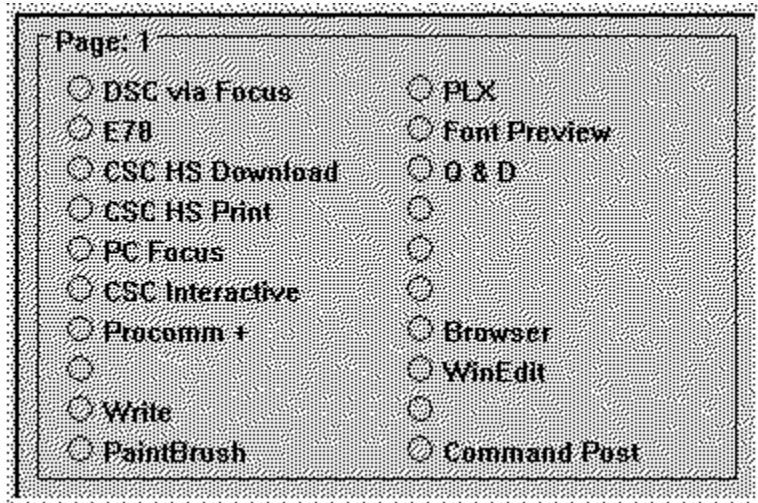 Page: 1
DSC via Focus
E78
CSC HS Download
CSC HS Print
PC Focus
CSC Interactive
Procomm +
Write
PaintBrush
PLX
Font Preview
Q & D
Browser
WinEdit
Command Post